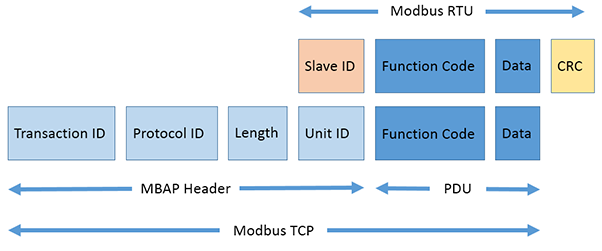 Modbus RTU
Slave ID Function Code Data CRC
Transaction ID Protocol ID Length Unit ID Function Code Data
MBAP Header PDU
Modbus TCP